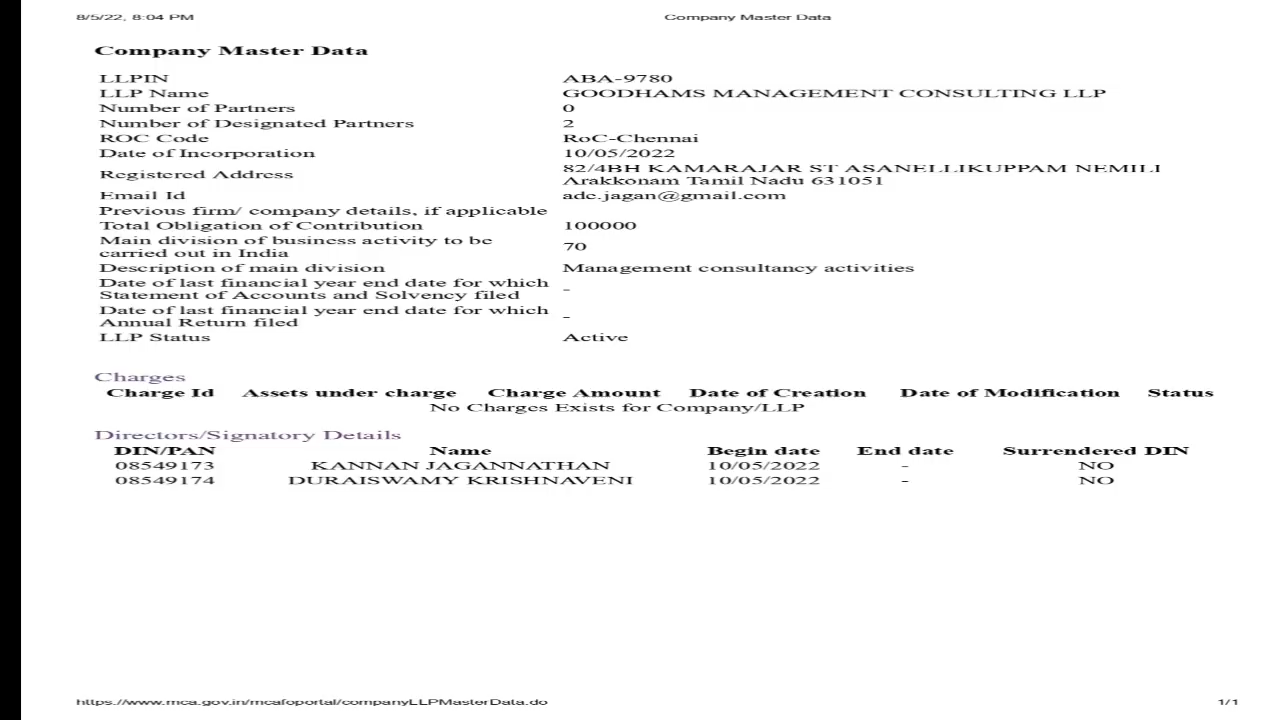 8/5/22, 8:04 PM Company Master Data
Company Master Data
LLPIN ABA-9780
LLP Name GOODHAMS MANAGEMENT CONSULTING LLP
Number of Partners 0
Number of Designated Partners 2
ROC Code RoC-Chennai
Date of Incorporation 10/05/2022
Registered Address 82/4BH KAMARAJAR ST ASANELLIKUPPAM NEMILI
Arakkonam Tamil Nadu 631051
Email Id adc.jagan@gmail.com
Previous firm/ company details, if applicable
Total Obligation of Contribution 100000
Main division of business activity to be
carried out in India 70
Description of main division Management consultancy activities
Date of last financial year end date for which
Statement of Accounts and Solvency filed -
Date of last financial year end date for which
Annual Return filed -
LLP Status Active
Charges
Charge Id Assets under charge Charge Amount Date of Creation Date of Modification Status
No Charges Exists for Company/LLP
Directors/Signatory Details
DIN/PAN Name Begin date End date Surrendered DIN
08549173 KANNAN JAGANNATHAN 10/05/2022 - NO
08549174 DURAISWAMY KRISHNAVENI 10/05/2022 - NO
https://www.mca.gov.in/mcafoportal/companyLLPMasterData.do 1/1